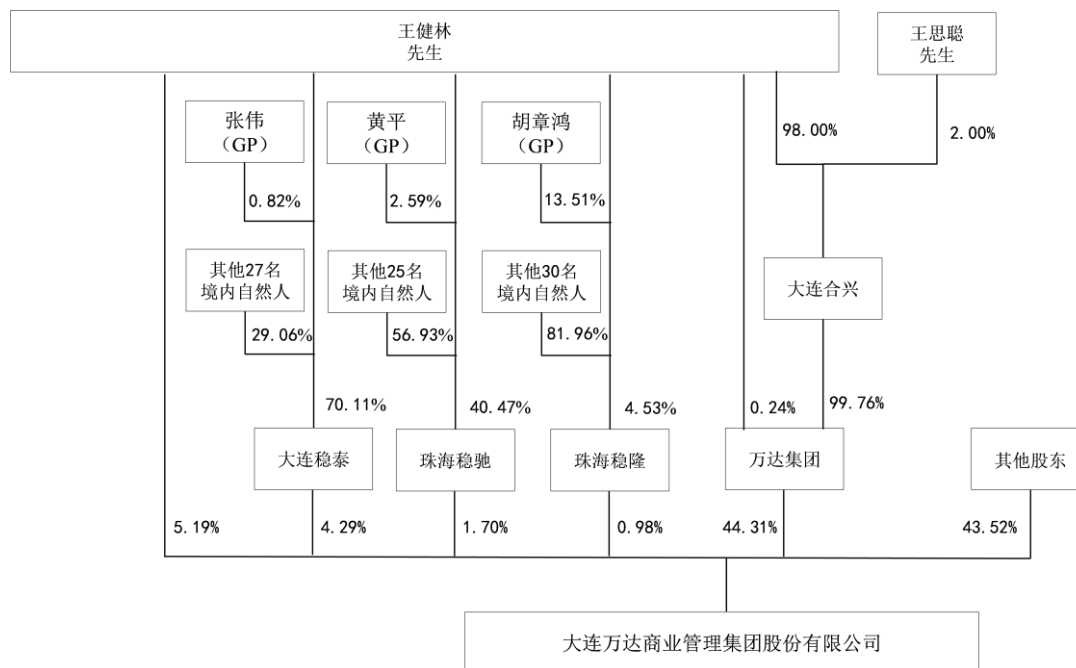 王健林
先生
王思聪
先生
张伟
（GP）
黄平
（GP）
胡章鸿
（GP）
98.00%
2.00%
0.82%
2.59%
13.51%
其他27名
境内自然人
其他25名
境内自然人
其他30名
境内自然人
大连合兴
29.06%
56.93%
81.96%
70.11%
40.47%
4.53%
0.24%
99.76%
大连稳泰
珠海稳驰
珠海稳隆
万达集团
其他股东
5.19%
4.29%
1.70%
0.98%
44.31%
43.52%
大连万达商业管理集团股份有限公司